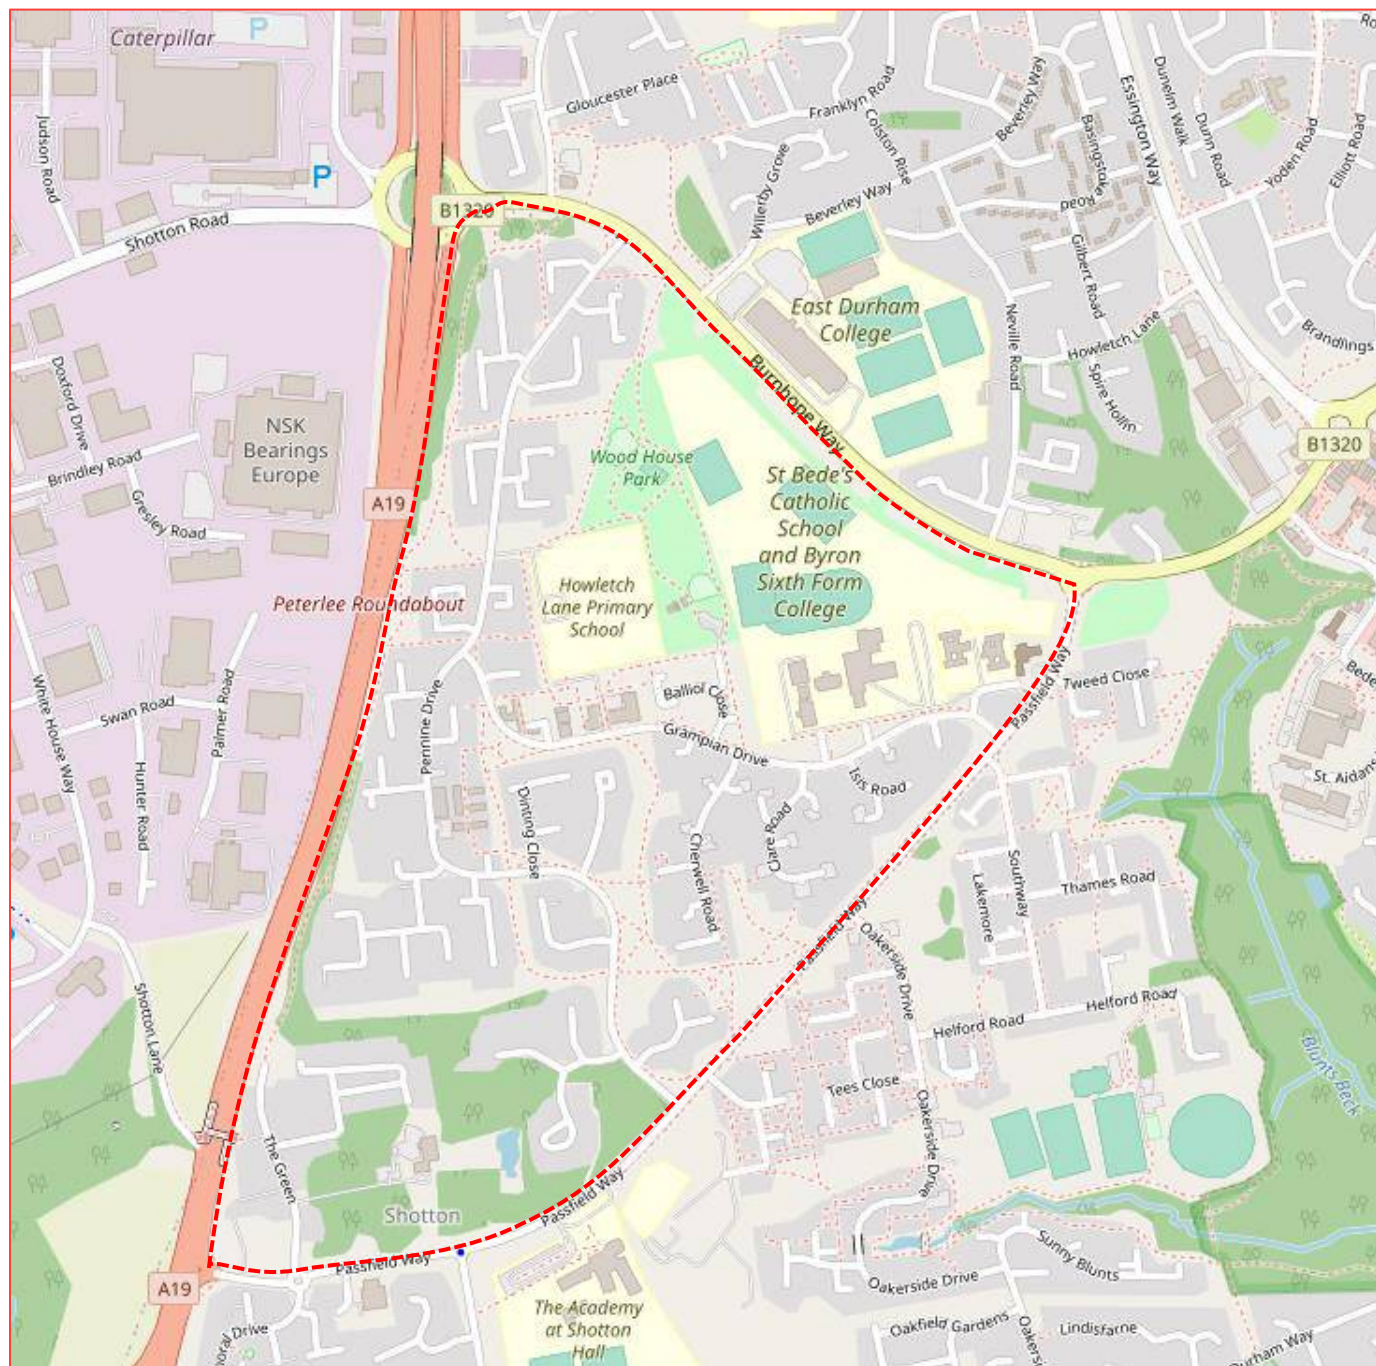 Caterpillar
P
Gloucester Place
Franklyn Road
Colston Rise
Beverley Way
Essington Way
Dunelm Walk
Dunn Road
Yoden Road
Elliott Road
Judson Road
P
Basingstoke
Road
Willerby Grove
Beverley Way
B1320
Shotton Road
Gilbert Road
East Durham
College
Neville Road
Howletch Lane
Spire Hollin
Brandlings
Doxford Drive
NSK
Bearings
Europe
Brindley Road
Gresley Road
A19
Burnhope Way
B1320
Wood House
Park
St Bede's
Catholic
School
and Byron
Sixth Form
College
Howletch
Lane Primary
School
Peterlee Roundabout
White House Way
Swan Road
Palmer Road
Hunter Road
Pennine Drive
Balliol Close
Grampian Drive
Isis Road
Passfield Way
Tweed Close
Bede
St. Aidans
Dinting Close
Clare Road
Cherwell Road
Southway
Lakemore
Thames Road
Passfield Way
Oakerside Drive
Helford Road
Helford Road
Shotton Lane
Blunts Beck
Tees Close
Oakerside Drive
The Green
Shotton
Passfield Way
Passfield Way
A19
Sunny Blunts
Oakerside Drive
The Academy
at Shotton
Hall
Oakfield Gardens
Lindisfarne
Durham Way